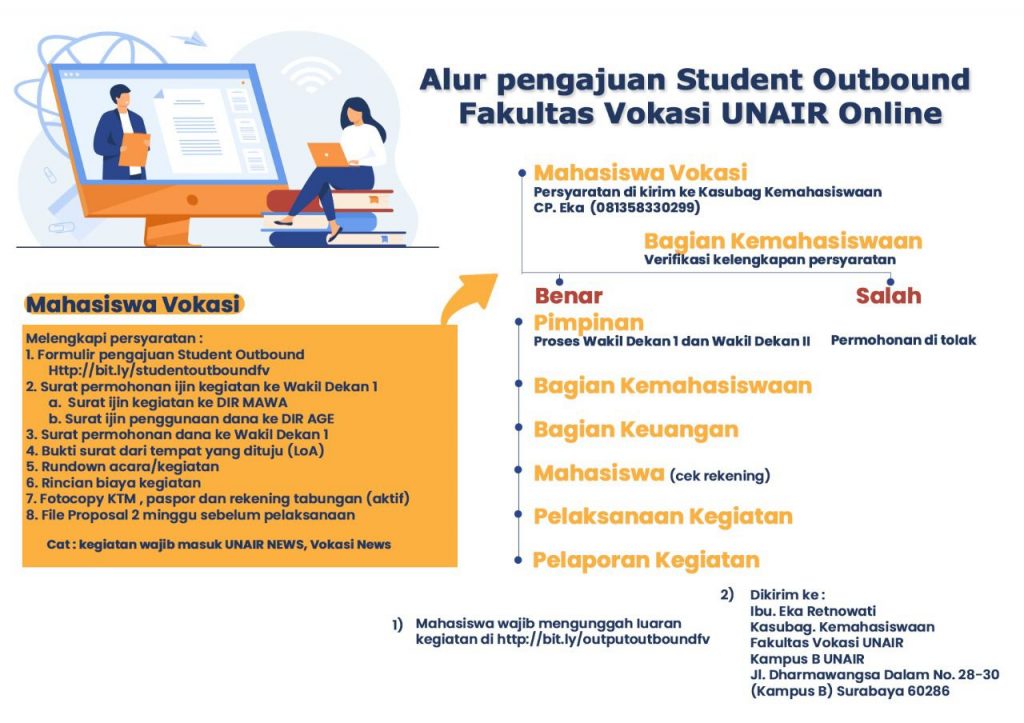 Alur pengajuan Student Outbound
Fakultas Vokasi UNAIR Online
Mahasiswa Vokasi
Melengkapi persyaratan :
1. Formulir pengajuan Student Outbound
Http://bit.ly/studentoutboundfv
2. Surat permohonan ijin kegiatan ke Wakil Dekan 1
a. Surat ijin kegiatan ke DIR MAWA
b. Surat ijin penggunaan dana ke DIR AGE
3. Surat permohonan dana ke Wakil Dekan 1
4. Bukti surat dari tempat yang dituju (LoA)
5. Rundown acara/kegiatan
6. Rincian biaya kegiatan
7. Fotocopy KTM , paspor dan rekening tabungan (aktif)
8. File Proposal 2 minggu sebelum pelaksanaan
Cat : kegiatan wajib masuk UNAIR NEWS, Vokasi News
Mahasiswa Vokasi
Persyaratan di kirim ke Kasubag Kemahasiswaan
CP. Eka (081358330299)
Bagian Kemahasiswaan
Verifikasi kelengkapan persyaratan
Benar
Salah
Pimpinan
Proses Wakil Dekan 1 dan Wakil Dekan II
Permohonan di tolak
Bagian Kemahasiswaan
Bagian Keuangan
Mahasiswa (cek rekening)
Pelaksanaan Kegiatan
Pelaporan Kegiatan
1) Mahasiswa wajib mengunggah luaran
kegiatan di http://bit.ly/outputoutboundfv
2) Dikirim ke :
Ibu. Eka Retnowati
Kasubag. Kemahasiswaan
Fakultas Vokasi UNAIR
Kampus B UNAIR
Jl. Dharmawangsa Dalam No. 28-30
(Kampus B) Surabaya 60286